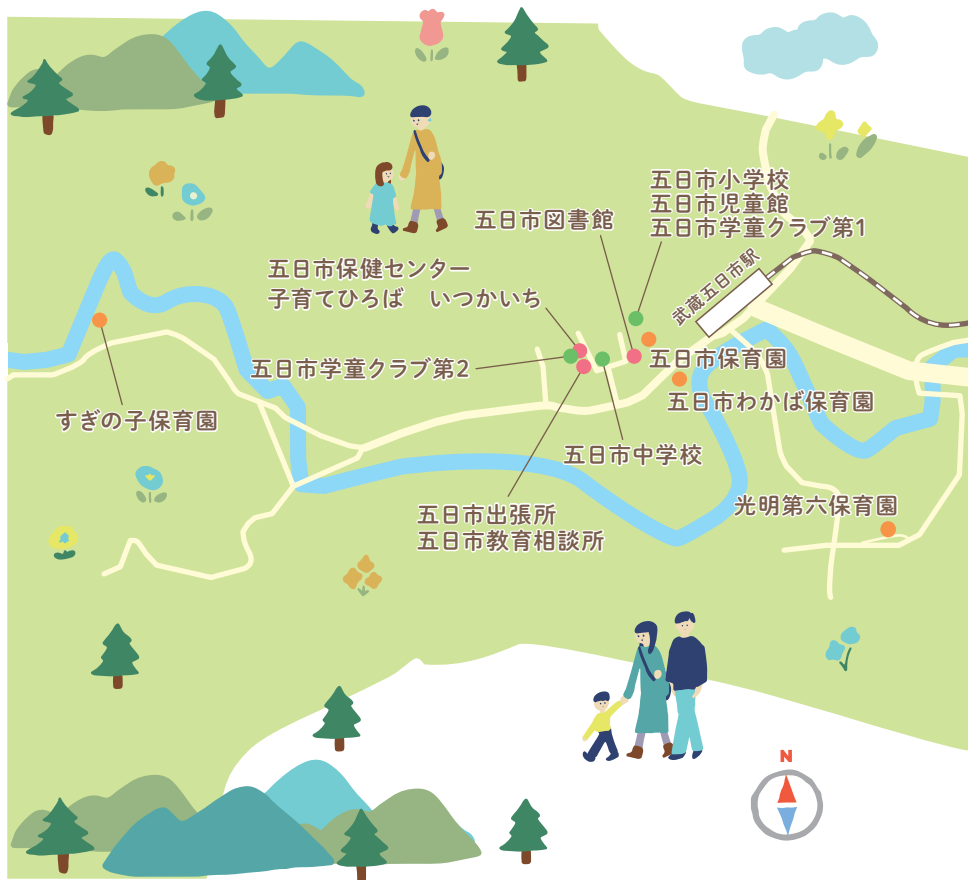 五日市小学校
五日市児童館
五日市学童クラブ第1
五日市図書館
武蔵五日市駅
五日市保健センター
子育てひろば　いつかいち
五日市学童クラブ第2
五日市保育園
五日市わかば保育園
すぎの子保育園
五日市中学校
光明第六保育園
五日市出張所
五日市教育相談所
N